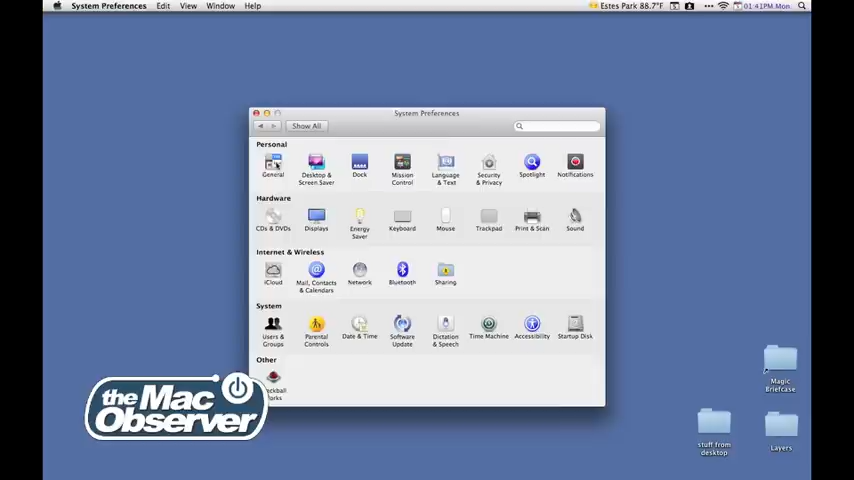 System Preferences Edit View Window Help Estes Park 88.7°F 01:41PM Mon
System Preferences
Show All
Personal
General
Desktop &
Screen Saver
Dock
Mission
Control
Language
& Text
Security
& Privacy
Spotlight
Notifications
Hardware
CDs & DVDs
Displays
Energy
Saver
Keyboard
Mouse
Trackpad
Print & Scan
Sound
Internet & Wireless
iCloud
Mail, Contacts
& Calendars
Network
Bluetooth
Sharing
System
Users &
Groups
Parental
Controls
Date & Time
Software
Update
Dictation
& Speech
Time Machine
Accessibility
Startup Disk
Other
Magic
Briefcase
stuff from
desktop
Layers
the Mac
Observer